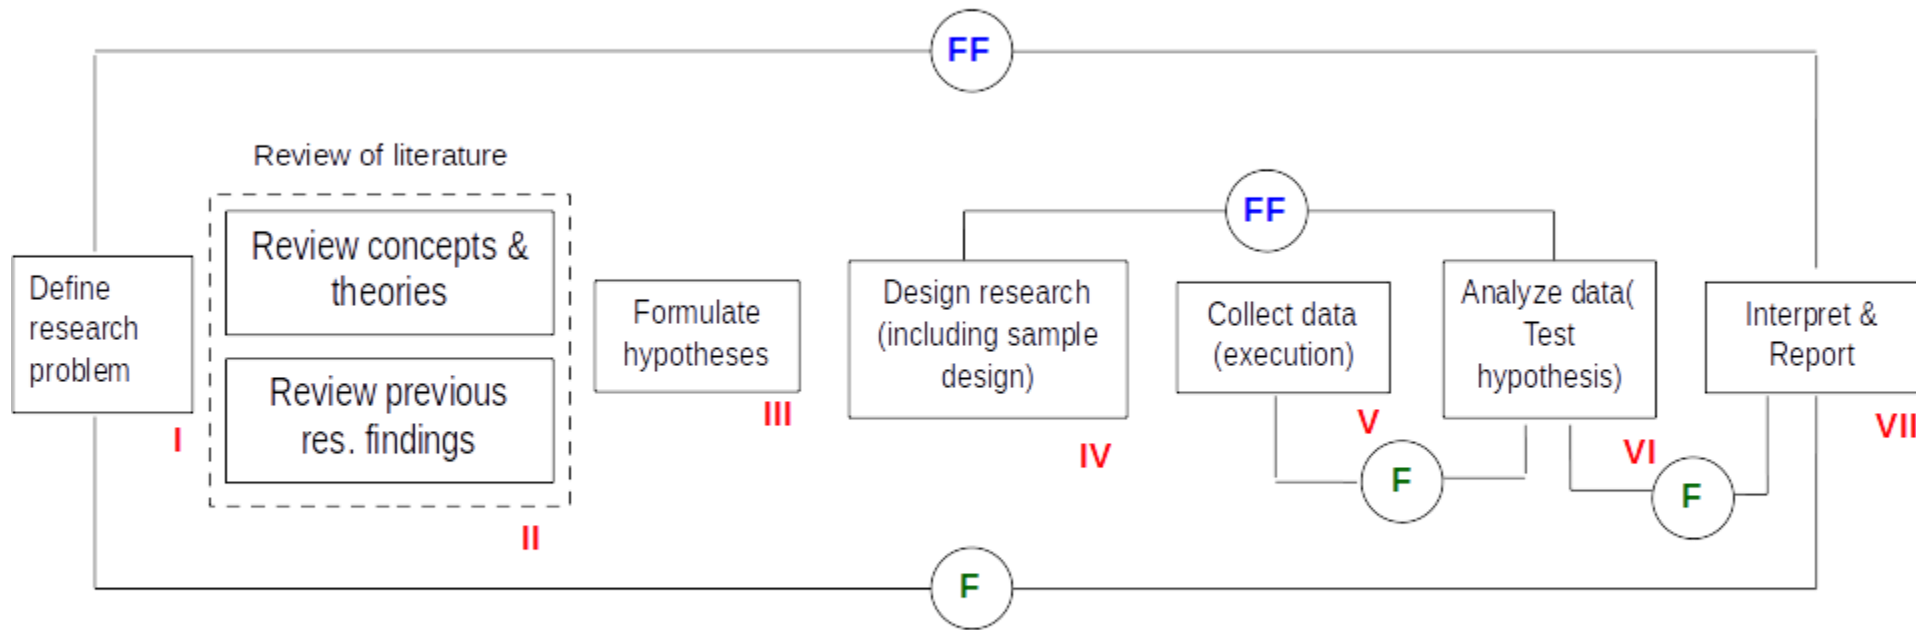 FF
Review of literature
FF
Define
research
problem
I
Review concepts &
theories
Review previous
res. findings
II
Formulate
hypotheses
III
Design research
(including sample
design)
IV
Collect data
(execution)
V
Analyze data(
Test
hypothesis)
VI
Interpret &
Report
VII
F
F
F